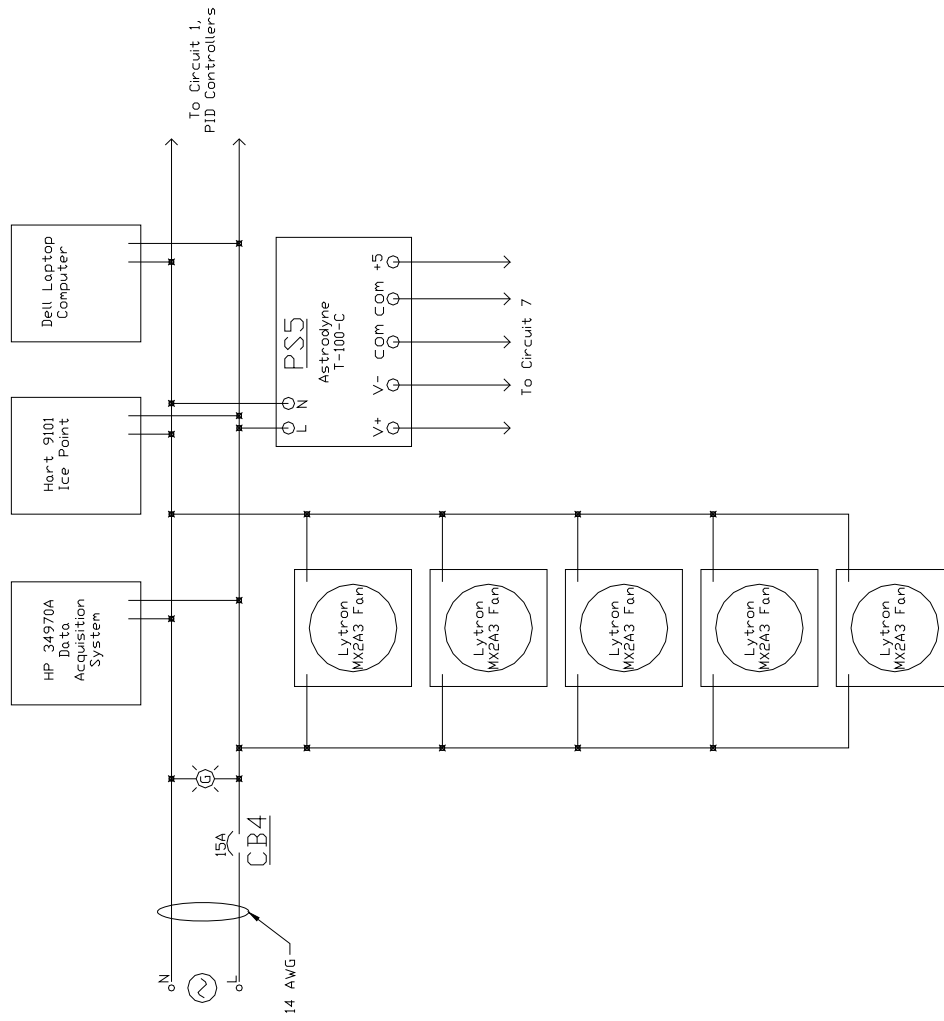 N
L
14 AWG
15A
CB4
G
HP 34970A
Data
Acquisition
System
Hart 9101
Ice Point
Dell Laptop
Computer
To Circuit 1,
PID Controllers
L
N
PS5
Astrodyne
T-100-C
V+
V-
COM
COM
+5
To Circuit 7
Lytron
MX2A3 Fan
Lytron
MX2A3 Fan
Lytron
MX2A3 Fan
Lytron
MX2A3 Fan
Lytron
MX2A3 Fan